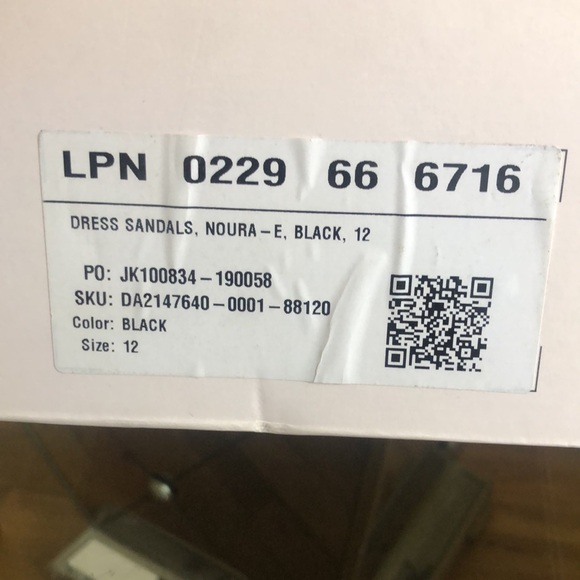 LPN 0229 66 6716
DRESS SANDALS, NOURA-E, BLACK, 12
PO: JK100834-190058
SKU: DA2147640-0001-88120
Color: BLACK
Size: 12